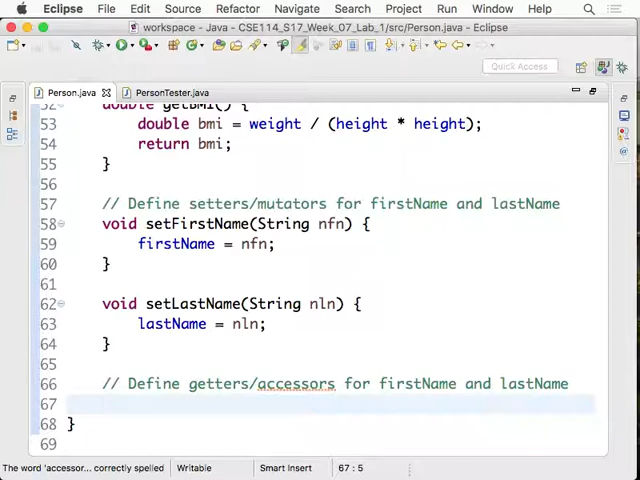 Eclipse File Edit Source Refactor Navigate Search Project Run Window
workspace - CSE114_S17_Week_07_Lab_1/src/Person.java - Eclipse
Quick Access
Person.java PersonTester.java
52 double getBMI() {
53 double bmi = weight / (height * height);
54 return bmi;
55 }
56
57 // Define setters/mutators for firstName and lastName
58 void setFirstName(String nfn) {
59 firstName = nfn;
60 }
61
62 void setLastName(String nln) {
63 lastName = nln;
64 }
65
66 // Define getters/accessors for firstName and lastName
67
68 }
69
The word 'accessor... correctly spelled Writable Smart Insert 67 : 5